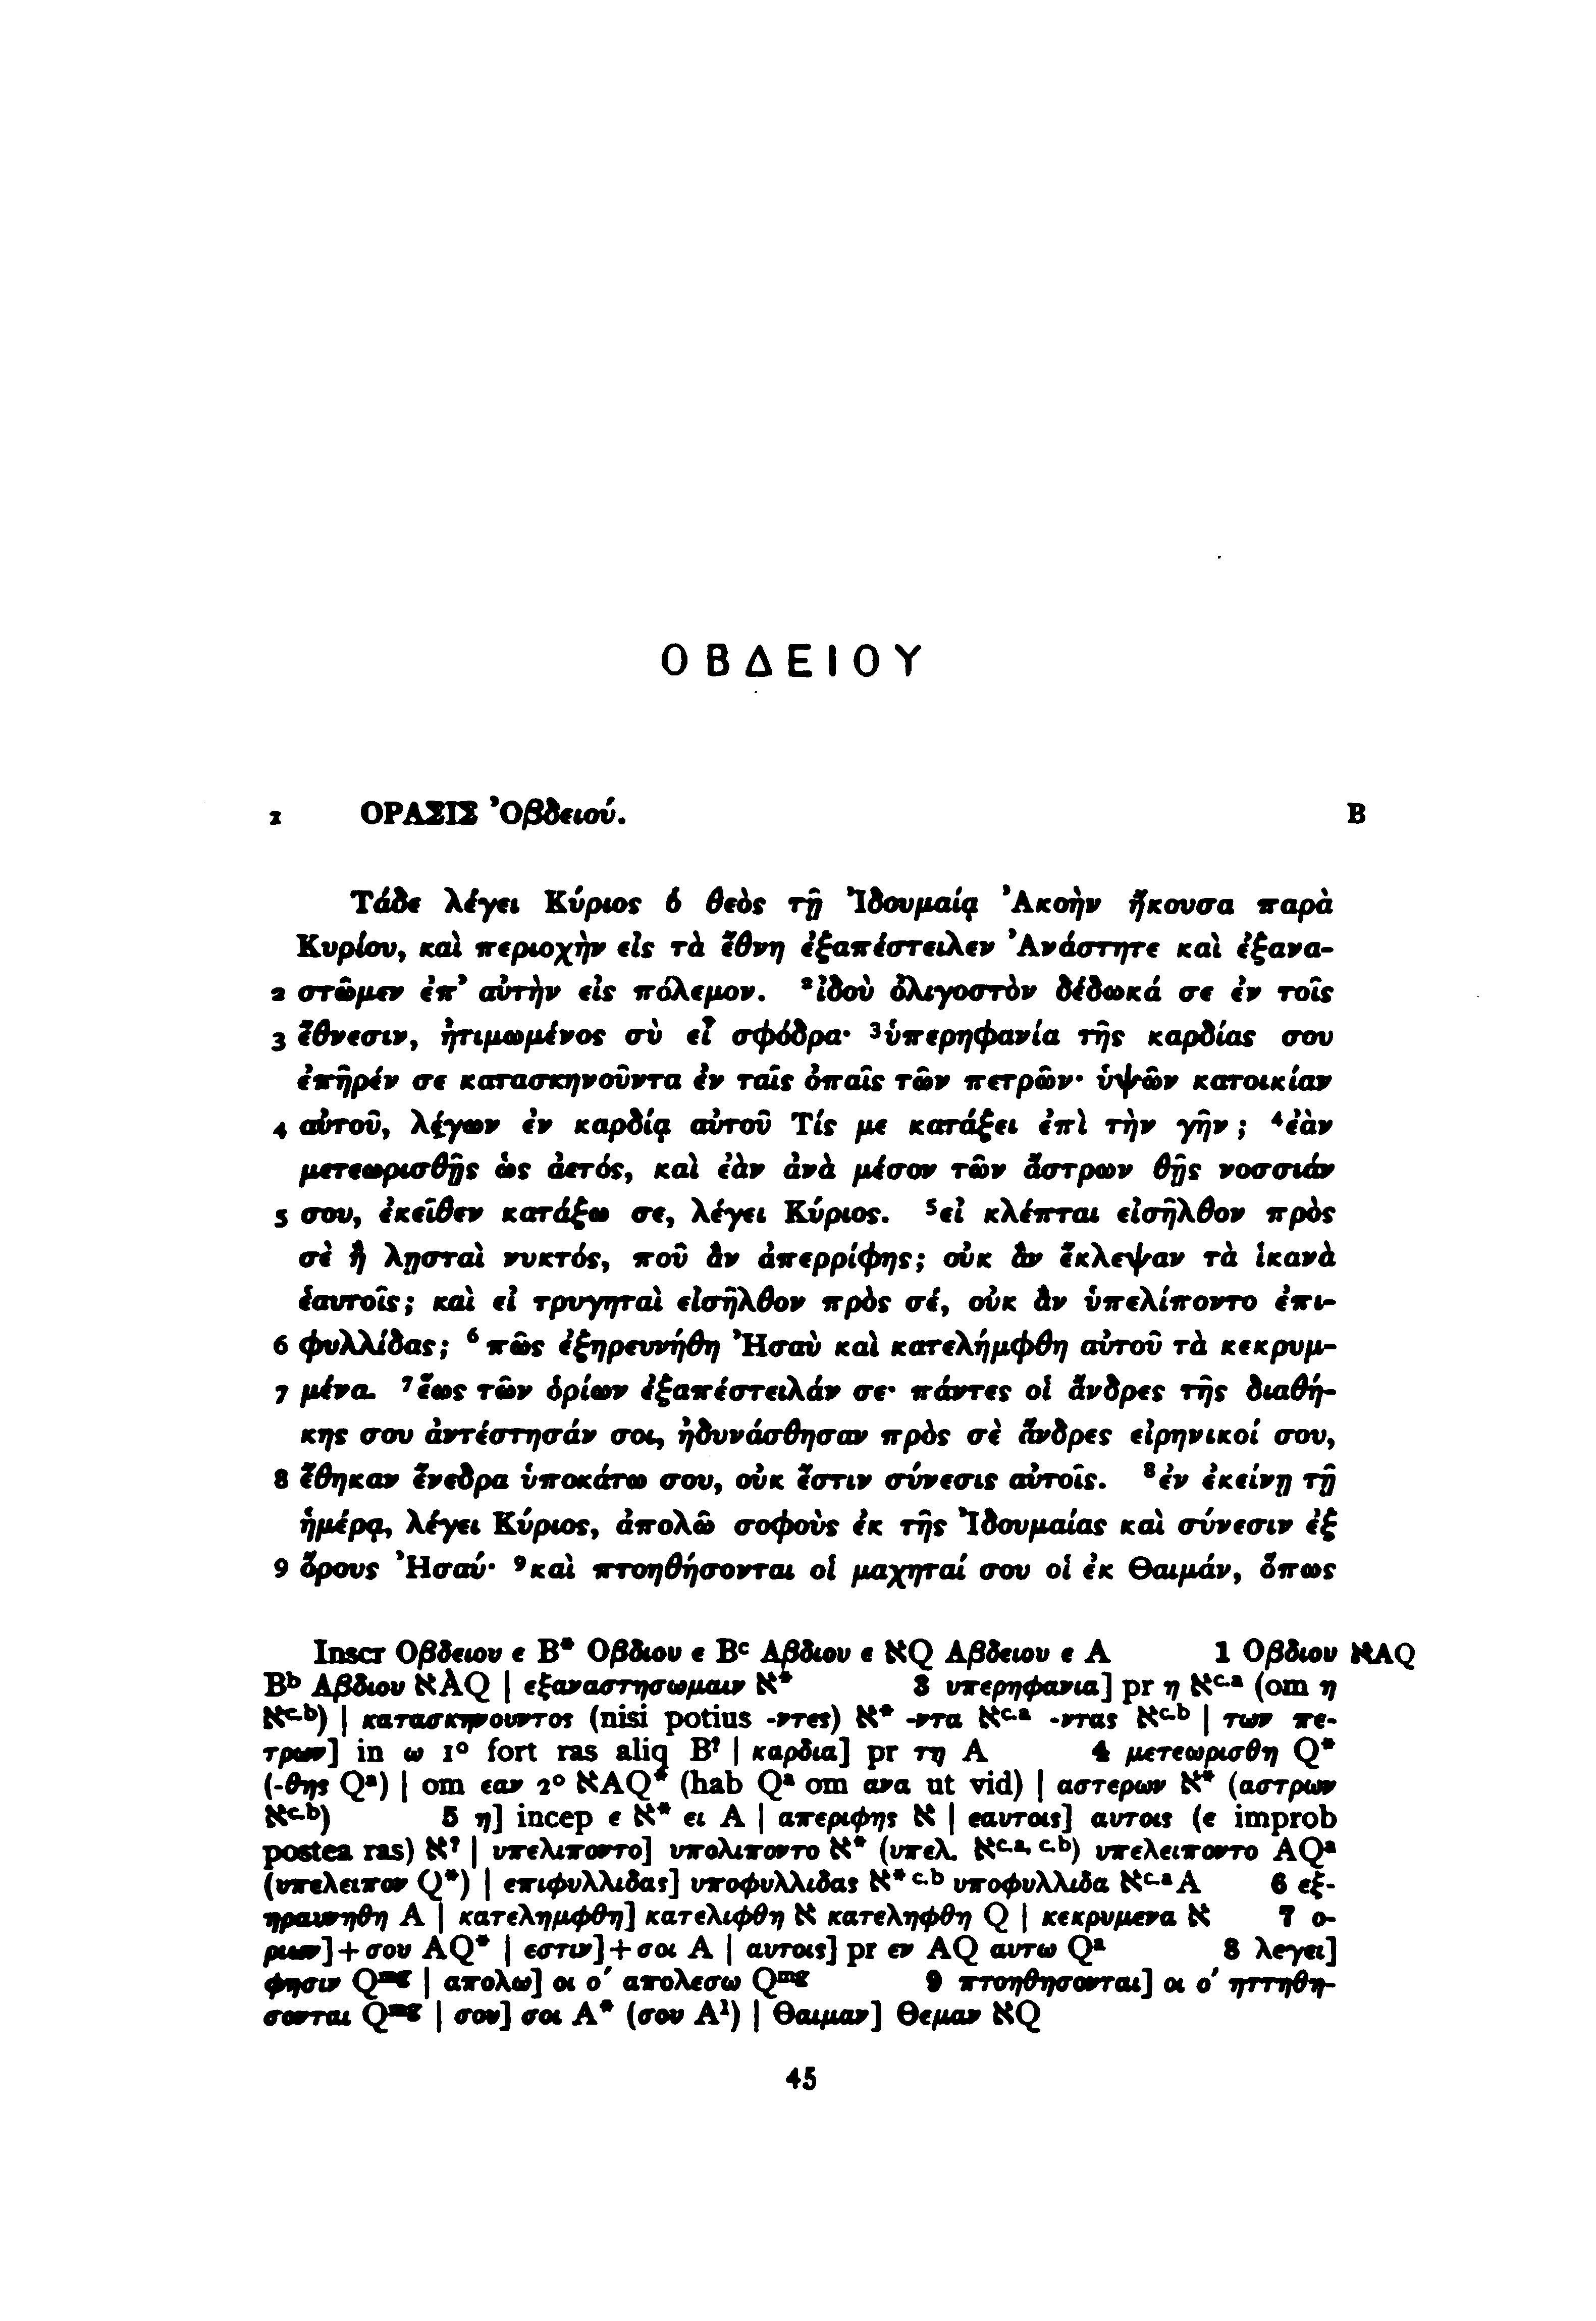 ΟΒΔΕΙΟΥ
1 ΟΡΑΣΙΣ Ὀβδειού. B
Τάδε λέγει Κύριος ὁ θεὸς τῇ Ἰδουμαίᾳ Ἀκοὴν ἤκουσα παρὰ
Κυρίου, καὶ περιοχὴν εἰς τὰ ἔθνη ἐξαπέστειλεν Ἀνάστητε καὶ ἐξανα-
2 στῶμεν ἐπ’ αὐτὴν εἰς πόλεμον. ²ἰδοὺ ὀλιγοστὸν δέδωκά σε ἐν τοῖς
3 ἔθνεσιν, ἠτιμωμένος σὺ εἶ σφόδρα· ³ὑπερηφανία τῆς καρδίας σου
ἐπῆρέν σε κατασκηνοῦντα ἐν ταῖς ὀπαῖς τῶν πετρῶν· ὑψῶν κατοικίαν
4 αὐτοῦ, λέγων ἐν καρδίᾳ αὐτοῦ Τίς με κατάξει ἐπὶ τὴν γῆν; ⁴ἐὰν
μετεωρισθῇς ὡς ἀετός, καὶ ἐὰν ἀνὰ μέσον τῶν ἄστρων θῇς νοσσιάν
5 σου, ἐκεῖθεν κατάξω σε, λέγει Κύριος. ⁵εἰ κλέπται εἰσῆλθον πρὸς
σὲ ἢ λῃσταὶ νυκτός, ποῦ ἂν ἀπερρίφης; οὐκ ἂν ἔκλεψαν τὰ ἱκανὰ
ἑαυτοῖς; καὶ εἰ τρυγηταὶ εἰσῆλθον πρὸς σέ, οὐκ ἂν ὑπελίποντο ἐπι-
6 φυλλίδας; ⁶πῶς ἐξηρευνήθη Ἠσαὺ καὶ κατελήμφθη αὐτοῦ τὰ κεκρυμ-
7 μένα. ⁷ἕως τῶν ὁρίων ἐξαπέστειλάν σε· πάντες οἱ ἄνδρες τῆς διαθή-
κης σου ἀντέστησάν σοι, ἠδυνάσθησαν πρὸς σὲ ἄνδρες εἰρηνικοί σου,
8 ἔθηκαν ἔνεδρα ὑποκάτω σου, οὐκ ἔστιν σύνεσις αὐτοῖς. ⁸ἐν ἐκείνῃ τῇ
ἡμέρᾳ, λέγει Κύριος, ἀπολῶ σοφοὺς ἐκ τῆς Ἰδουμαίας καὶ σύνεσιν ἐξ
9 ὄρους Ἠσαύ· ⁹καὶ πτοηθήσονται οἱ μαχηταί σου οἱ ἐκ Θαιμάν, ὅπως
Inscr Οβδειου ε B* Οβδιου ε Bᶜ Αβδιου ε ℵQ Αβδειου ε A 1 Οβδιου ℵAQ
Bᵇ Αβδιου ℵAQ | εξαναστησωμαιν ℵ* 3 υπερηφανια] pr η ℵᶜ·ᵃ (om η
ℵᶜ·ᵇ) | κατασκηνουντος (nisi potius -ντες) ℵ* -ντα ℵᶜ·ᵃ -ντας ℵᶜ·ᵇ | των πε-
τρων] in ω 1° fort ras aliq B? | καρδια] pr τη A 4 μετεωρισθη Q*
(-θης Qᵃ) | om εαν 2° ℵAQ* (hab Qᵃ om ανα ut vid) | αστερων ℵ* (αστρων
ℵᶜ·ᵇ) 5 η] incep ε ℵ* ει A | απεριφης ℵ | εαυτοις] αυτοις (ε improb
postea ras) ℵ? | υπελιποντο] υπολιποντο ℵ* (υπελ. ℵᶜ·ᵃ, ᶜ·ᵇ) υπελειποντο AQᵃ
(υπελειπον Q*) | επιφυλλιδας] υποφυλλιδας ℵ* ᶜ·ᵇ υποφυλλιδα ℵᶜ·ᵃ A 6 εξ-
ηραυνηθη A | κατελημφθη] κατελιφθη ℵ κατεληφθη Q | κεκρυμενα ℵ 7 ο-
ριων]+σου AQ* | εστιν]+σοι A | αυτοις] pr εν AQ αυτω Qᵃ 8 λεγει]
φησιν Qᵐᵍ | απολω] οι ο′ απολεσω Qᵐᵍ 9 πτοηθησονται] οι ο′ ηττηθη-
σονται Qᵐᵍ | σου] σοι A* (σου A¹) | Θαιμαν] Θεμαν ℵQ
45